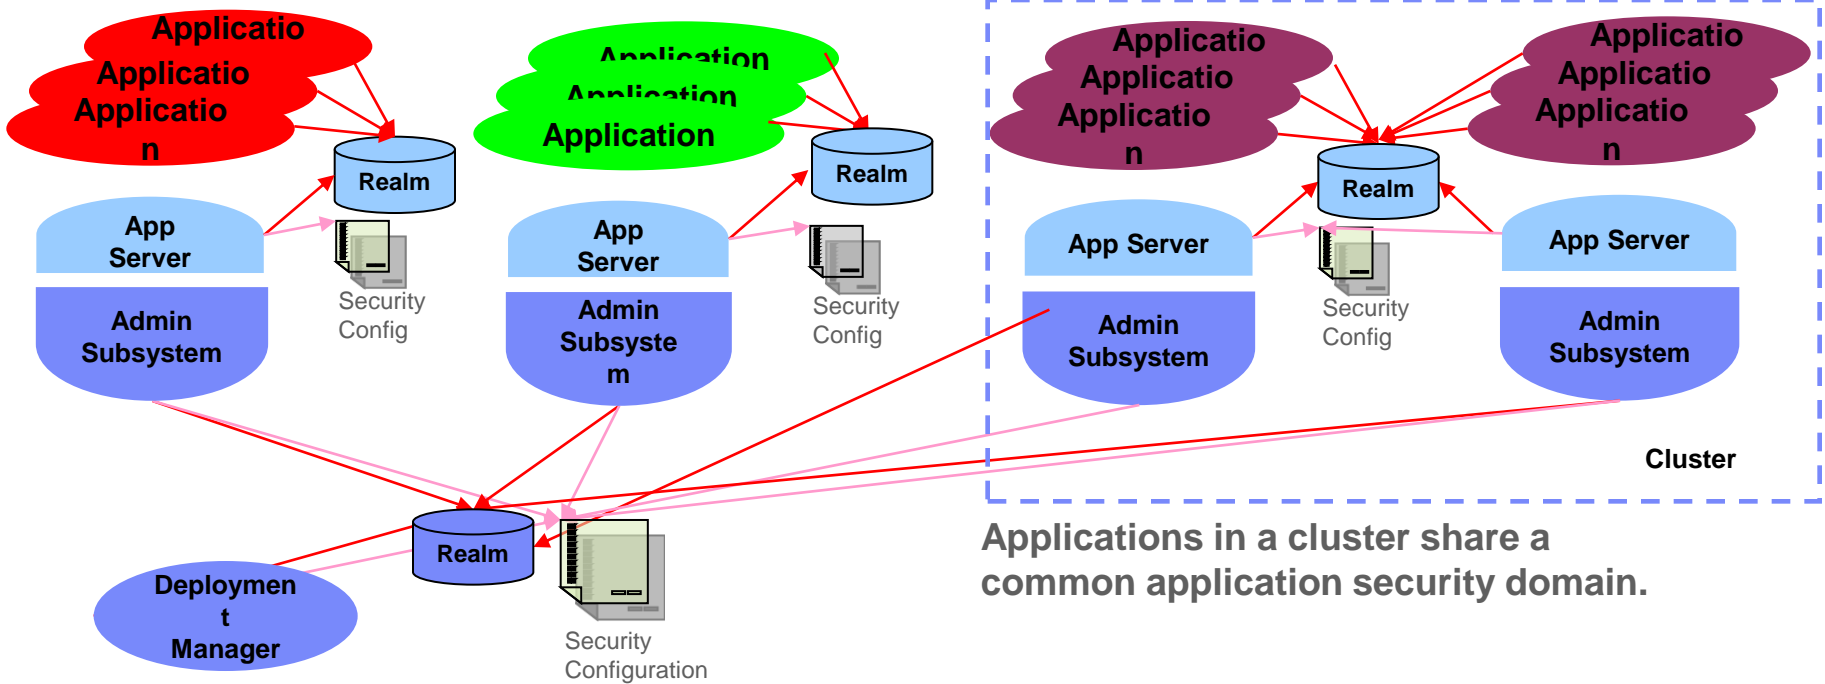 Applicatio
Applicatio
Applicatio
n
Realm
App
Server
Security
Config
Admin
Subsystem
Application
Application
Application
Realm
App
Server
Security
Config
Admin
Subsyste
m
Applicatio
Applicatio
Applicatio
n
Applicatio
Applicatio
Applicatio
n
Realm
App Server
App Server
Security
Config
Admin
Subsystem
Admin
Subsystem
Cluster
Realm
Deploymen
t
Manager
Security
Configuration
Applications in a cluster share a
common application security domain.